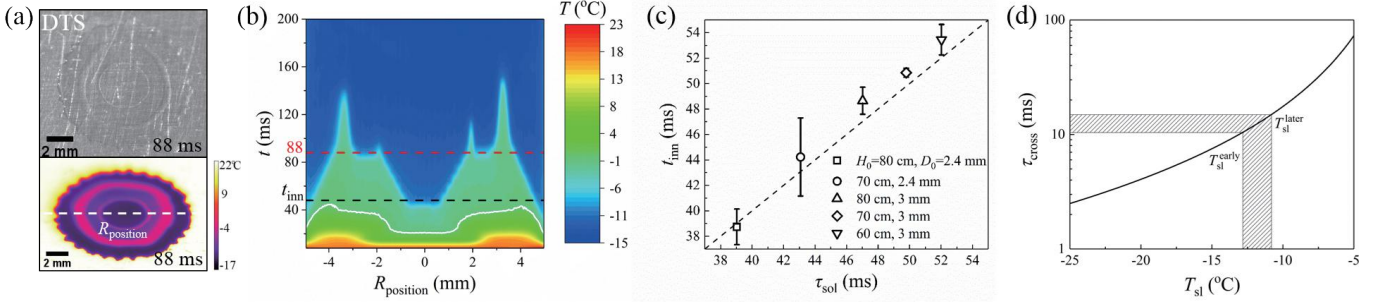 (a)
DTS
2 mm
88 ms
22℃
9
-4
-17
R_position
2 mm
88 ms
(b)
T (°C)
200
160
120
88
80
t_inn
40
t (ms)
-4
-2
0
2
4
R_position (mm)
23
20
16
13
9
6
2
-1
-5
-8
-11
-15
(c)
54
52
50
48
46
44
42
40
38
t_inn (ms)
38
40
42
44
46
48
50
52
54
τ_sol (ms)
H_0=80 cm, D_0=2.4 mm
70 cm, 2.4 mm
80 cm, 3 mm
70 cm, 3 mm
60 cm, 3 mm
(d)
100
10
1
τ_cross (ms)
T_sl^later
T_sl^early
-25
-20
-15
-10
-5
T_sl (°C)